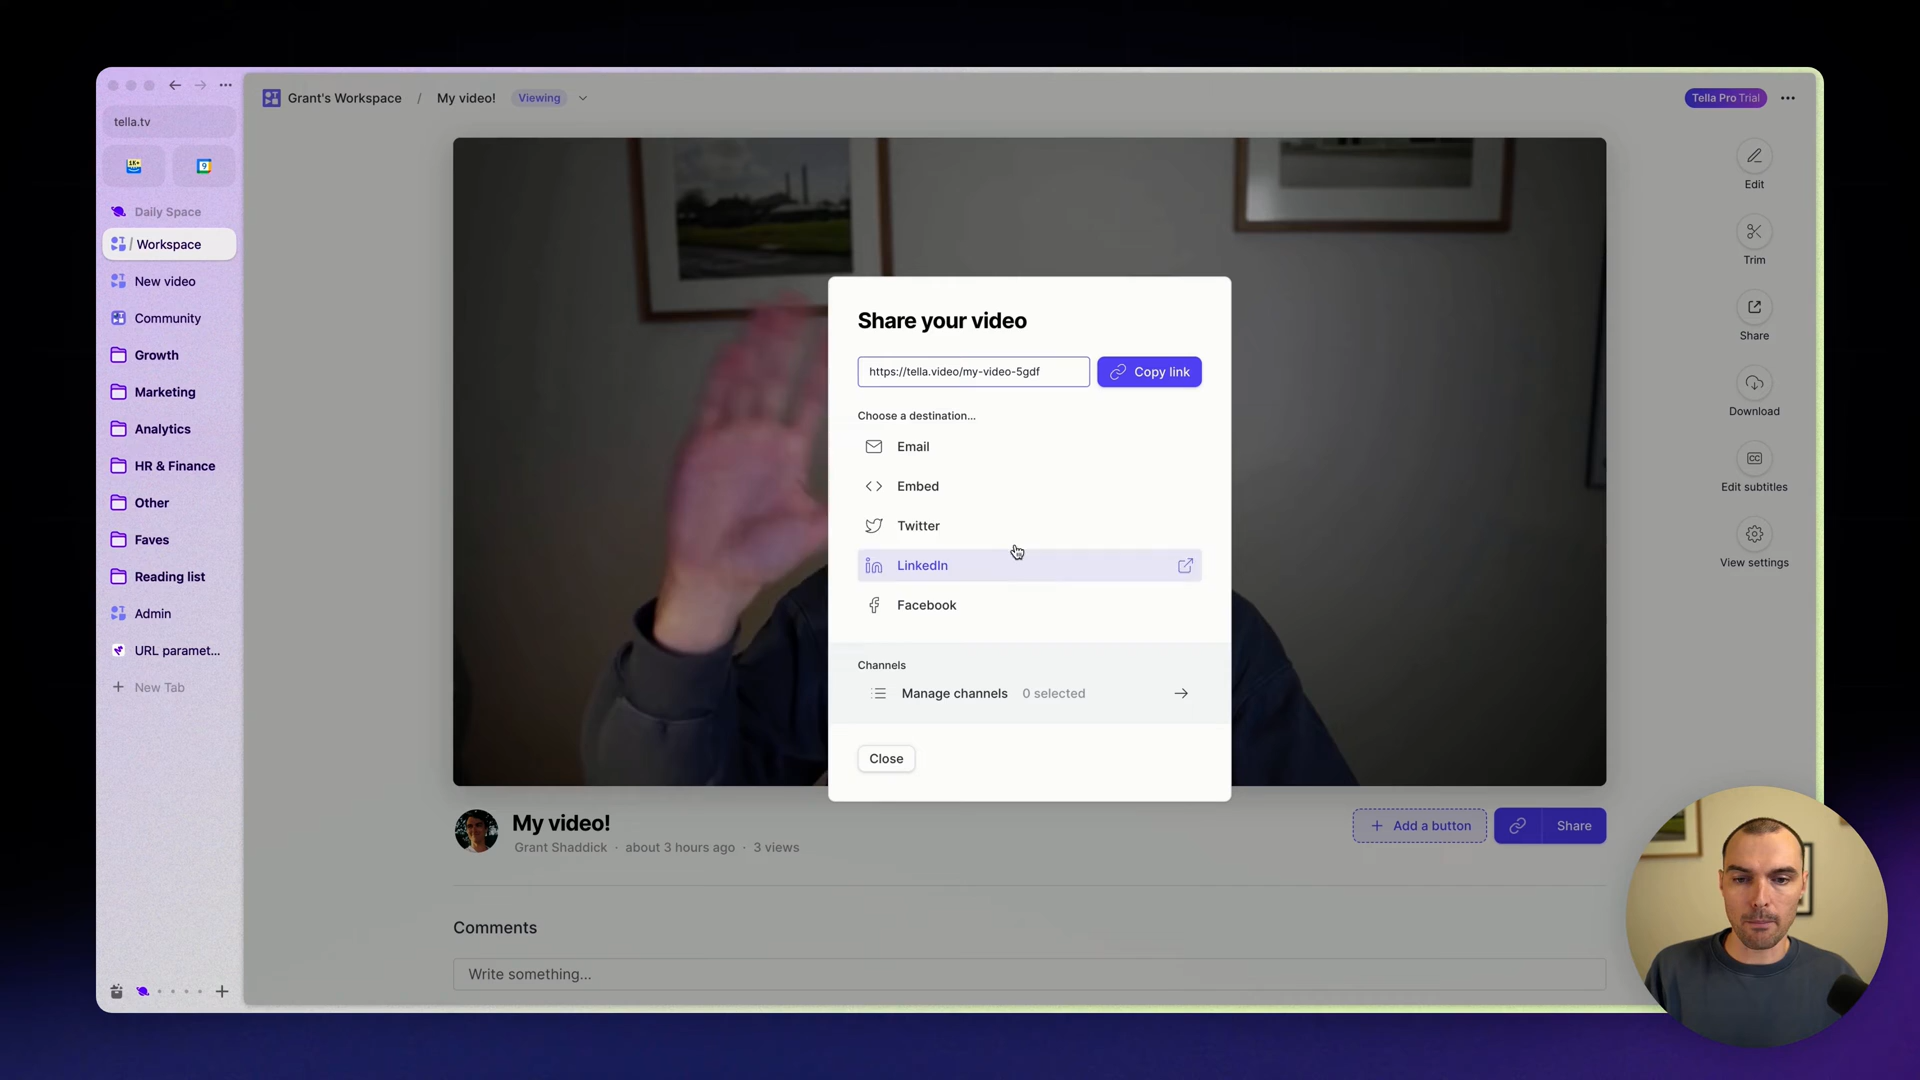 Grant's Workspace / My video! Viewing
Tella Pro Trial
tella.tv
1K+
9
Daily Space
/ Workspace
New video
Community
Growth
Marketing
Analytics
HR & Finance
Other
Faves
Reading list
Admin
URL paramet...
New Tab
Share your video
https://tella.video/my-video-5gdf
Copy link
Choose a destination...
Email
Embed
Twitter
LinkedIn
Facebook
Channels
Manage channels 0 selected
Close
Edit
Trim
Share
Download
CC
Edit subtitles
View settings
My video!
Grant Shaddick · about 3 hours ago · 3 views
+ Add a button
Share
Comments
Write something...